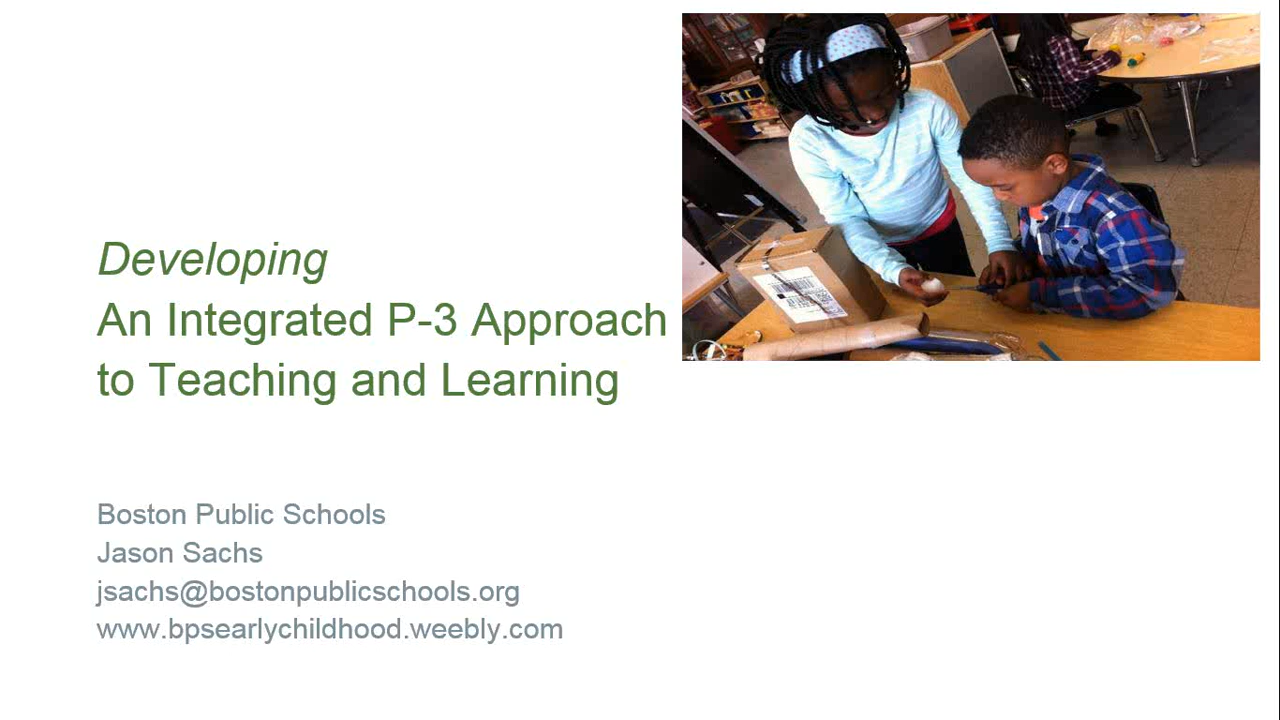 Developing
An Integrated P-3 Approach
to Teaching and Learning
Boston Public Schools
Jason Sachs
jsachs@bostonpublicschools.org
www.bpsearlychildhood.weebly.com